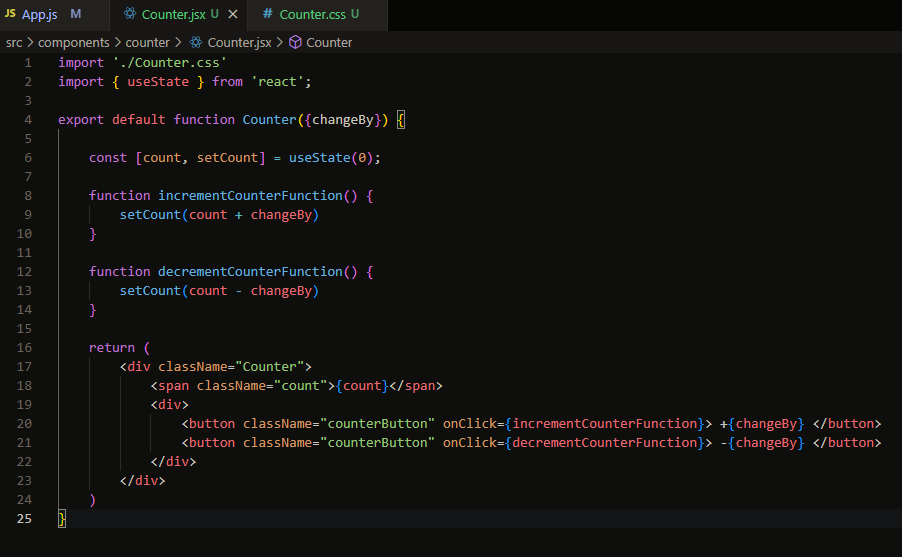 JS App.js M Counter.jsx U × # Counter.css U
src > components > counter > Counter.jsx > Counter
1 import './Counter.css'
2 import { useState } from 'react';
3
4 export default function Counter({changeBy}) {
5
6 const [count, setCount] = useState(0);
7
8 function incrementCounterFunction() {
9 setCount(count + changeBy)
10 }
11
12 function decrementCounterFunction() {
13 setCount(count - changeBy)
14 }
15
16 return (
17 <div className="Counter">
18 <span className="count">{count}</span>
19 <div>
20 <button className="counterButton" onClick={incrementCounterFunction}> +{changeBy} </button>
21 <button className="counterButton" onClick={decrementCounterFunction}> -{changeBy} </button>
22 </div>
23 </div>
24 )
25 }